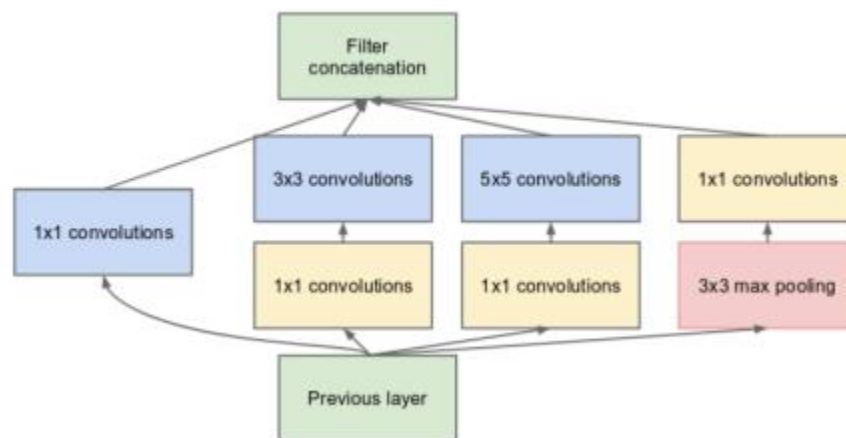 Filter
concatenation
3x3 convolutions
5x5 convolutions
1x1 convolutions
1x1 convolutions
1x1 convolutions
1x1 convolutions
3x3 max pooling
Previous layer